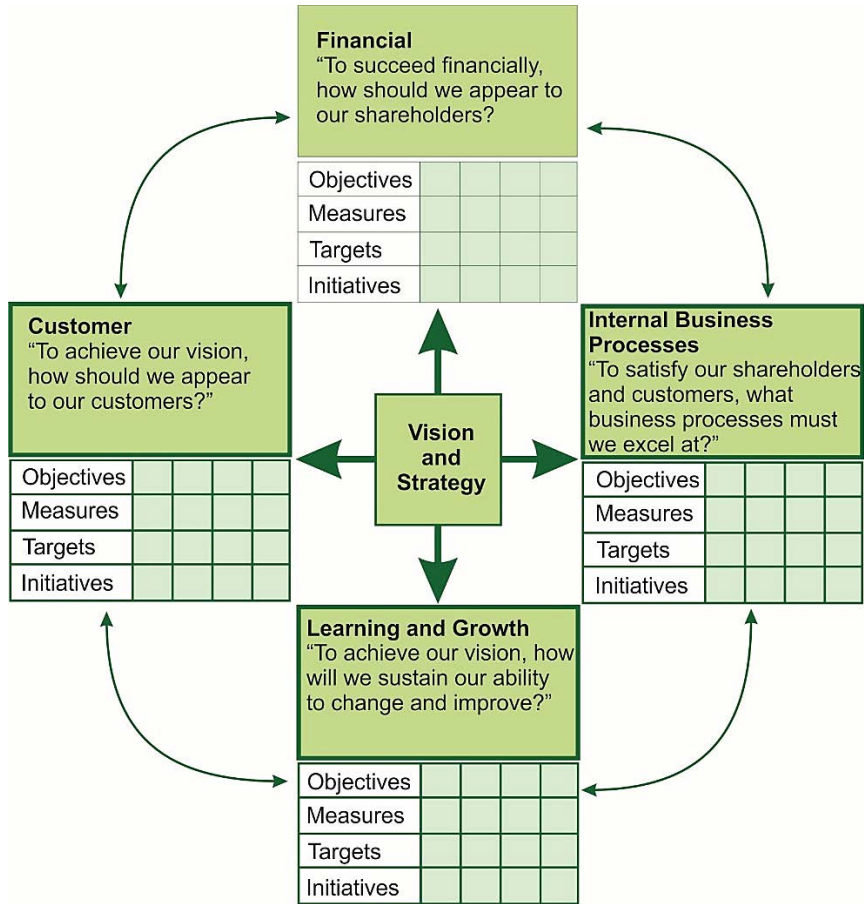 Financial
“To succeed financially,
how should we appear to
our shareholders?
Objectives
Measures
Targets
Initiatives
Customer
“To achieve our vision,
how should we appear
to our customers?”
Objectives
Measures
Targets
Initiatives
Vision
and
Strategy
Internal Business
Processes
“To satisfy our shareholders
and customers, what
business processes must
we excel at?”
Objectives
Measures
Targets
Initiatives
Learning and Growth
“To achieve our vision, how
will we sustain our ability
to change and improve?”
Objectives
Measures
Targets
Initiatives